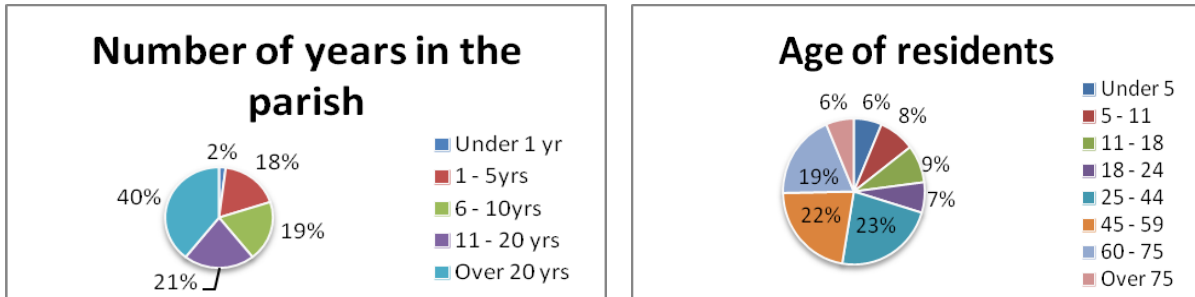 Number of years in the
parish
2%
18%
19%
21%
40%
Under 1 yr
1 - 5yrs
6 - 10yrs
11 - 20 yrs
Over 20 yrs
Age of residents
6%
6%
8%
9%
7%
23%
22%
19%
Under 5
5 - 11
11 - 18
18 - 24
25 - 44
45 - 59
60 - 75
Over 75